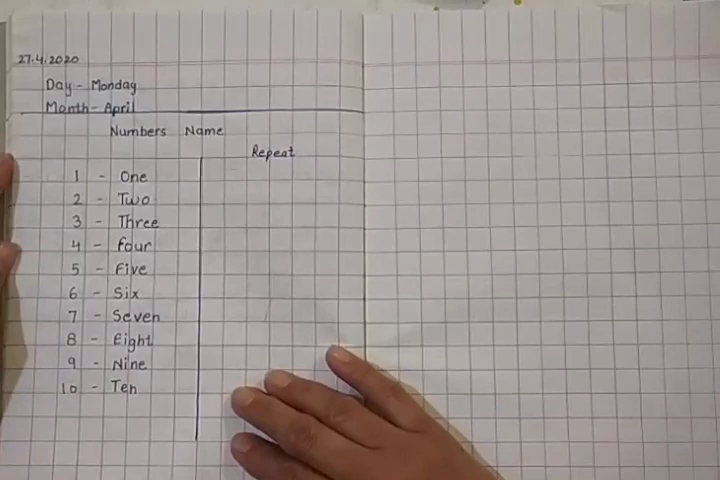 27.4.2020
Day - Monday
Month - April
Numbers Name
Repeat
1 - One
2 - Two
3 - Three
4 - four
5 - Five
6 - Six
7 - Seven
8 - Eight
9 - Nine
10 - Ten